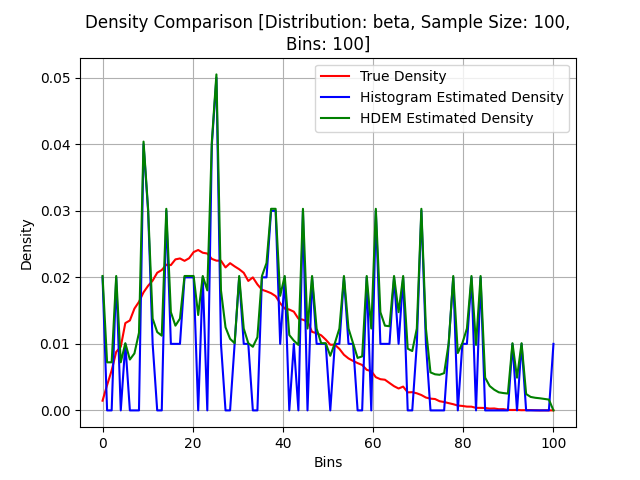 Density Comparison [Distribution: beta, Sample Size: 100,
Bins: 100]
True Density
Histogram Estimated Density
HDEM Estimated Density
Density
0.05
0.04
0.03
0.02
0.01
0.00
0 20 40 60 80 100
Bins